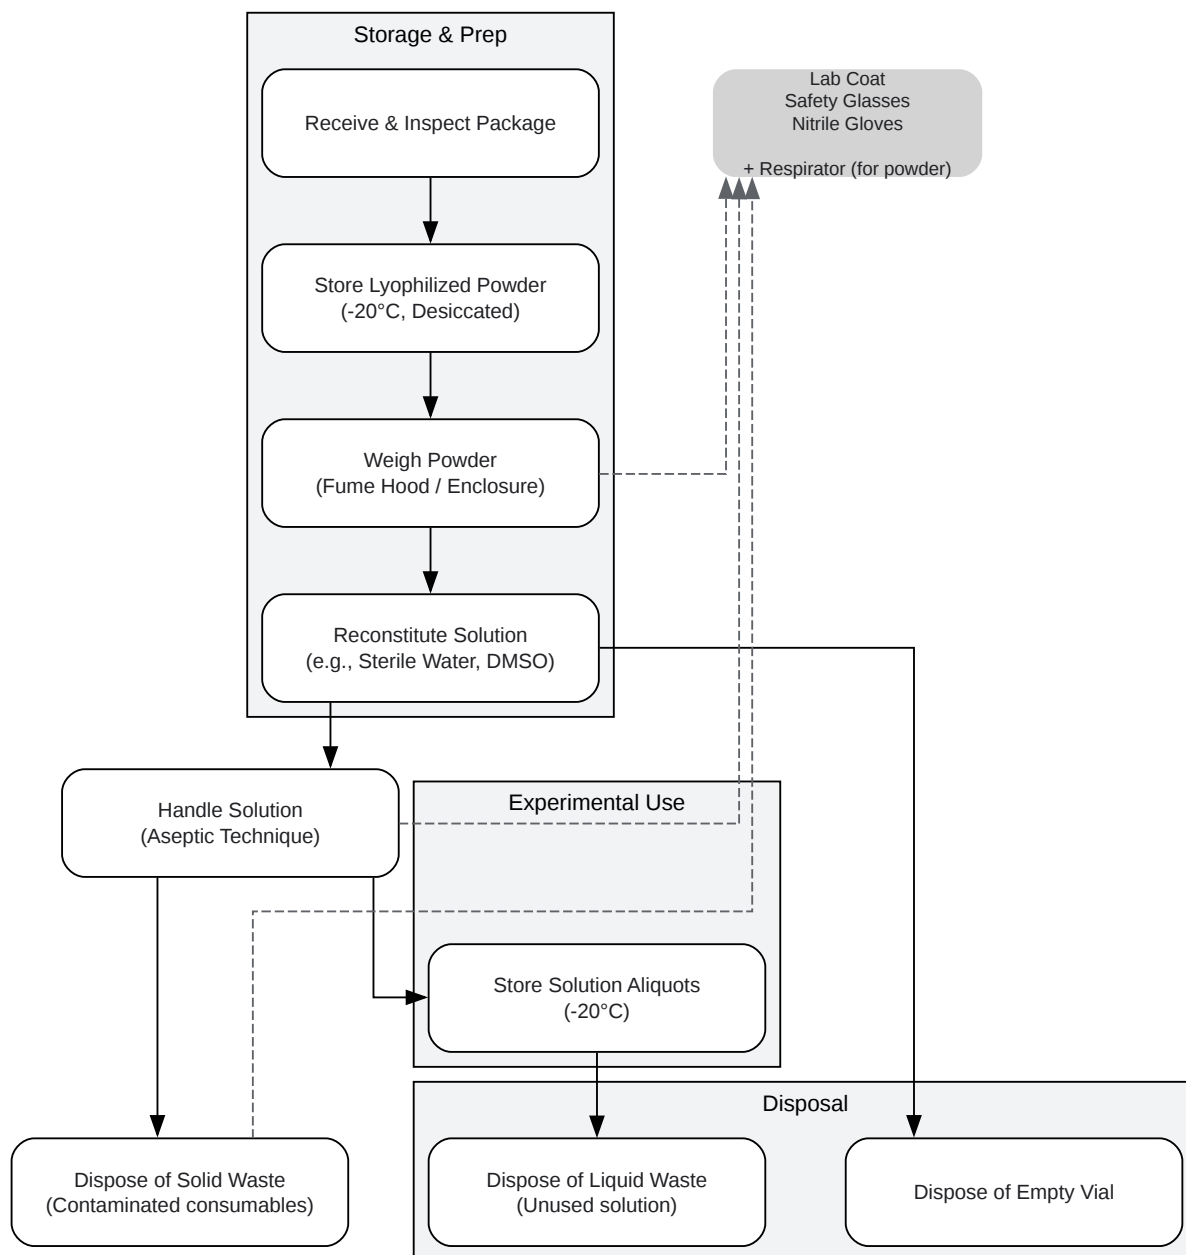 Storage & Prep
Receive & Inspect Package
Lab Coat
Safety Glasses
Nitrile Gloves
+ Respirator (for powder)
Store Lyophilized Powder
(-20°C, Desiccated)
Weigh Powder
(Fume Hood / Enclosure)
Reconstitute Solution
(e.g., Sterile Water, DMSO)
Handle Solution
(Aseptic Technique)
Experimental Use
Store Solution Aliquots
(-20°C)
Disposal
Dispose of Solid Waste
(Contaminated consumables)
Dispose of Liquid Waste
(Unused solution)
Dispose of Empty Vial